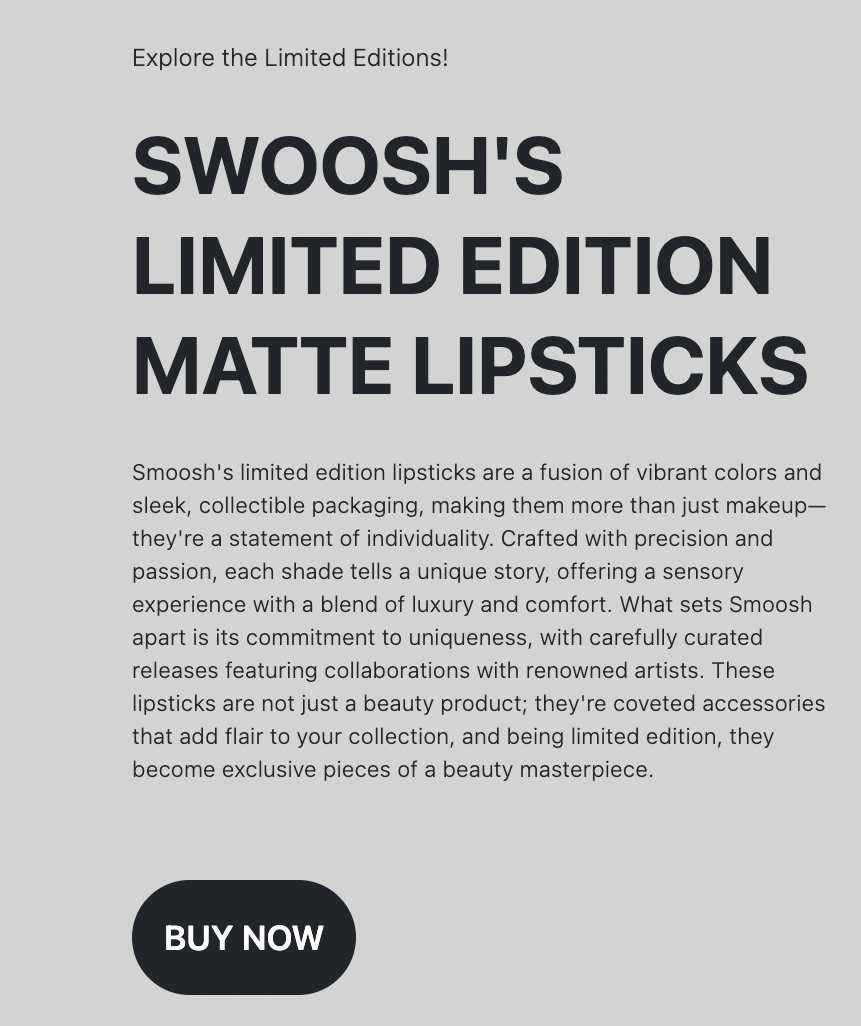 Explore the Limited Editions!
SWOOSH'S
LIMITED EDITION
MATTE LIPSTICKS
Smoosh's limited edition lipsticks are a fusion of vibrant colors and
sleek, collectible packaging, making them more than just makeup—
they're a statement of individuality. Crafted with precision and
passion, each shade tells a unique story, offering a sensory
experience with a blend of luxury and comfort. What sets Smoosh
apart is its commitment to uniqueness, with carefully curated
releases featuring collaborations with renowned artists. These
lipsticks are not just a beauty product; they're coveted accessories
that add flair to your collection, and being limited edition, they
become exclusive pieces of a beauty masterpiece.
BUY NOW